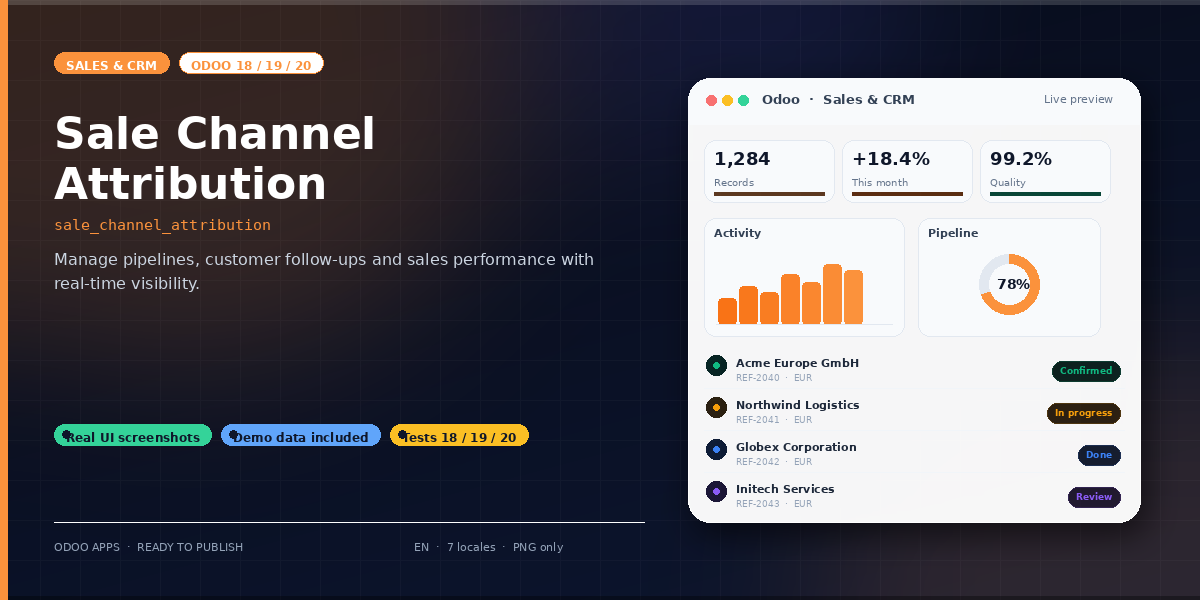 SALES & CRM
ODOO 18 / 19 / 20
Sale Channel
Attribution
sale_channel_attribution
Manage pipelines, customer follow-ups and sales performance with
real-time visibility.
Real UI screenshots
Demo data included
Tests 18 / 19 / 20
ODOO APPS · READY TO PUBLISH
EN · 7 locales · PNG only
Odoo · Sales & CRM
Live preview
1,284
Records
+18.4%
This month
99.2%
Quality
Activity
Pipeline
78%
Acme Europe GmbH
REF-2040 · EUR
Confirmed
Northwind Logistics
REF-2041 · EUR
In progress
Globex Corporation
REF-2042 · EUR
Done
Initech Services
REF-2043 · EUR
Review